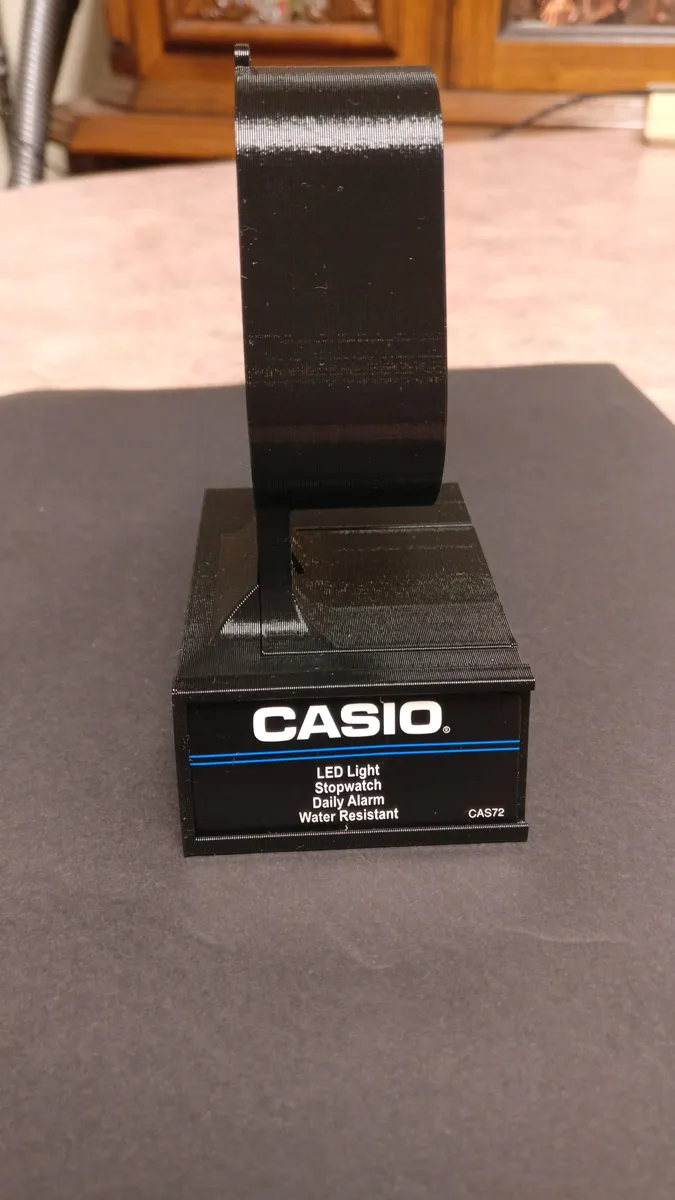 CASIO®
LED Light
Stopwatch
Daily Alarm
Water Resistant
CAS72